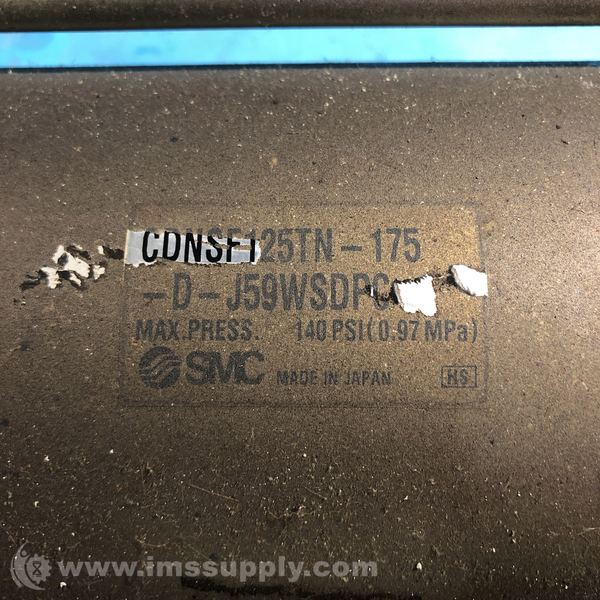 CDNSF125TN-175
-D-J59WSDPC
MAX.PRESS. 140 PSI(0.97 MPa)
SMC MADE IN JAPAN HS
www.imssupply.com